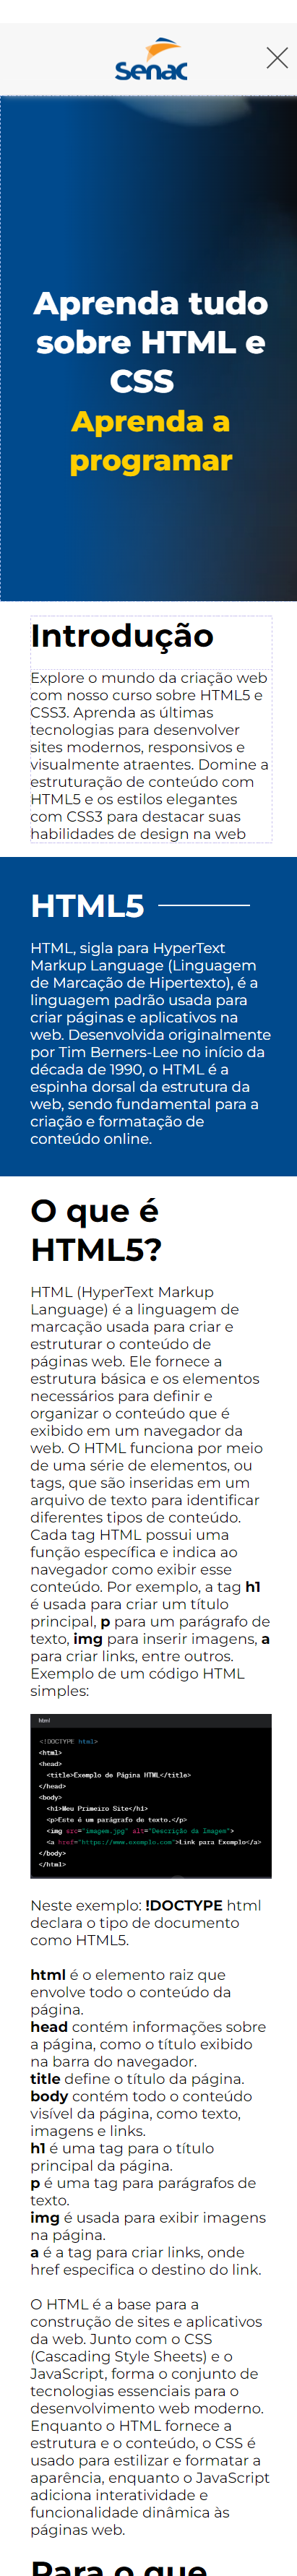 Senac
Aprenda tudo
sobre HTML e
CSS
Aprenda a
programar
Introdução
Explore o mundo da criação web
com nosso curso sobre HTML5 e
CSS3. Aprenda as últimas
tecnologias para desenvolver
sites modernos, responsivos e
visualmente atraentes. Domine a
estruturação de conteúdo com
HTML5 e os estilos elegantes
com CSS3 para destacar suas
habilidades de design na web
HTML5
HTML, sigla para HyperText
Markup Language (Linguagem
de Marcação de Hipertexto), é a
linguagem padrão usada para
criar páginas e aplicativos na
web. Desenvolvida originalmente
por Tim Berners-Lee no início da
década de 1990, o HTML é a
espinha dorsal da estrutura da
web, sendo fundamental para a
criação e formatação de
conteúdo online.
O que é
HTML5?
HTML (HyperText Markup
Language) é a linguagem de
marcação usada para criar e
estruturar o conteúdo de
páginas web. Ele fornece a
estrutura básica e os elementos
necessários para definir e
organizar o conteúdo que é
exibido em um navegador da
web. O HTML funciona por meio
de uma série de elementos, ou
tags, que são inseridas em um
arquivo de texto para identificar
diferentes tipos de conteúdo.
Cada tag HTML possui uma
função específica e indica ao
navegador como exibir esse
conteúdo. Por exemplo, a tag h1
é usada para criar um título
principal, p para um parágrafo de
texto, img para inserir imagens, a
para criar links, entre outros.
Exemplo de um código HTML
simples:
html
<!DOCTYPE html>
<html>
<head>
<title>Exemplo de Página HTML</title>
</head>
<body>
<h1>Meu Primeiro Site</h1>
<p>Este é um parágrafo de texto.</p>
<img src="imagem.jpg" alt="Descrição da Imagem">
<a href="https://www.exemplo.com">Link para Exemplo</a>
</body>
</html>
Neste exemplo: !DOCTYPE html
declara o tipo de documento
como HTML5.
html é o elemento raiz que
envolve todo o conteúdo da
página.
head contém informações sobre
a página, como o título exibido
na barra do navegador.
title define o título da página.
body contém todo o conteúdo
visível da página, como texto,
imagens e links.
h1 é uma tag para o título
principal da página.
p é uma tag para parágrafos de
texto.
img é usada para exibir imagens
na página.
a é a tag para criar links, onde
href especifica o destino do link.
O HTML é a base para a
construção de sites e aplicativos
da web. Junto com o CSS
(Cascading Style Sheets) e o
JavaScript, forma o conjunto de
tecnologias essenciais para o
desenvolvimento web moderno.
Enquanto o HTML fornece a
estrutura e o conteúdo, o CSS é
usado para estilizar e formatar a
aparência, enquanto o JavaScript
adiciona interatividade e
funcionalidade dinâmica às
páginas web.
Para o que